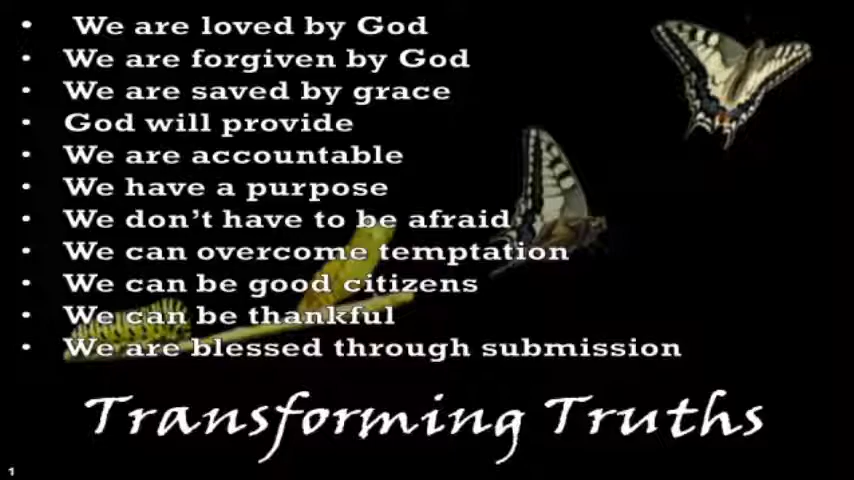 • We are loved by God
• We are forgiven by God
• We are saved by grace
• God will provide
• We are accountable
• We have a purpose
• We don’t have to be afraid
• We can overcome temptation
• We can be good citizens
• We can be thankful
• We are blessed through submission
Transforming Truths
1